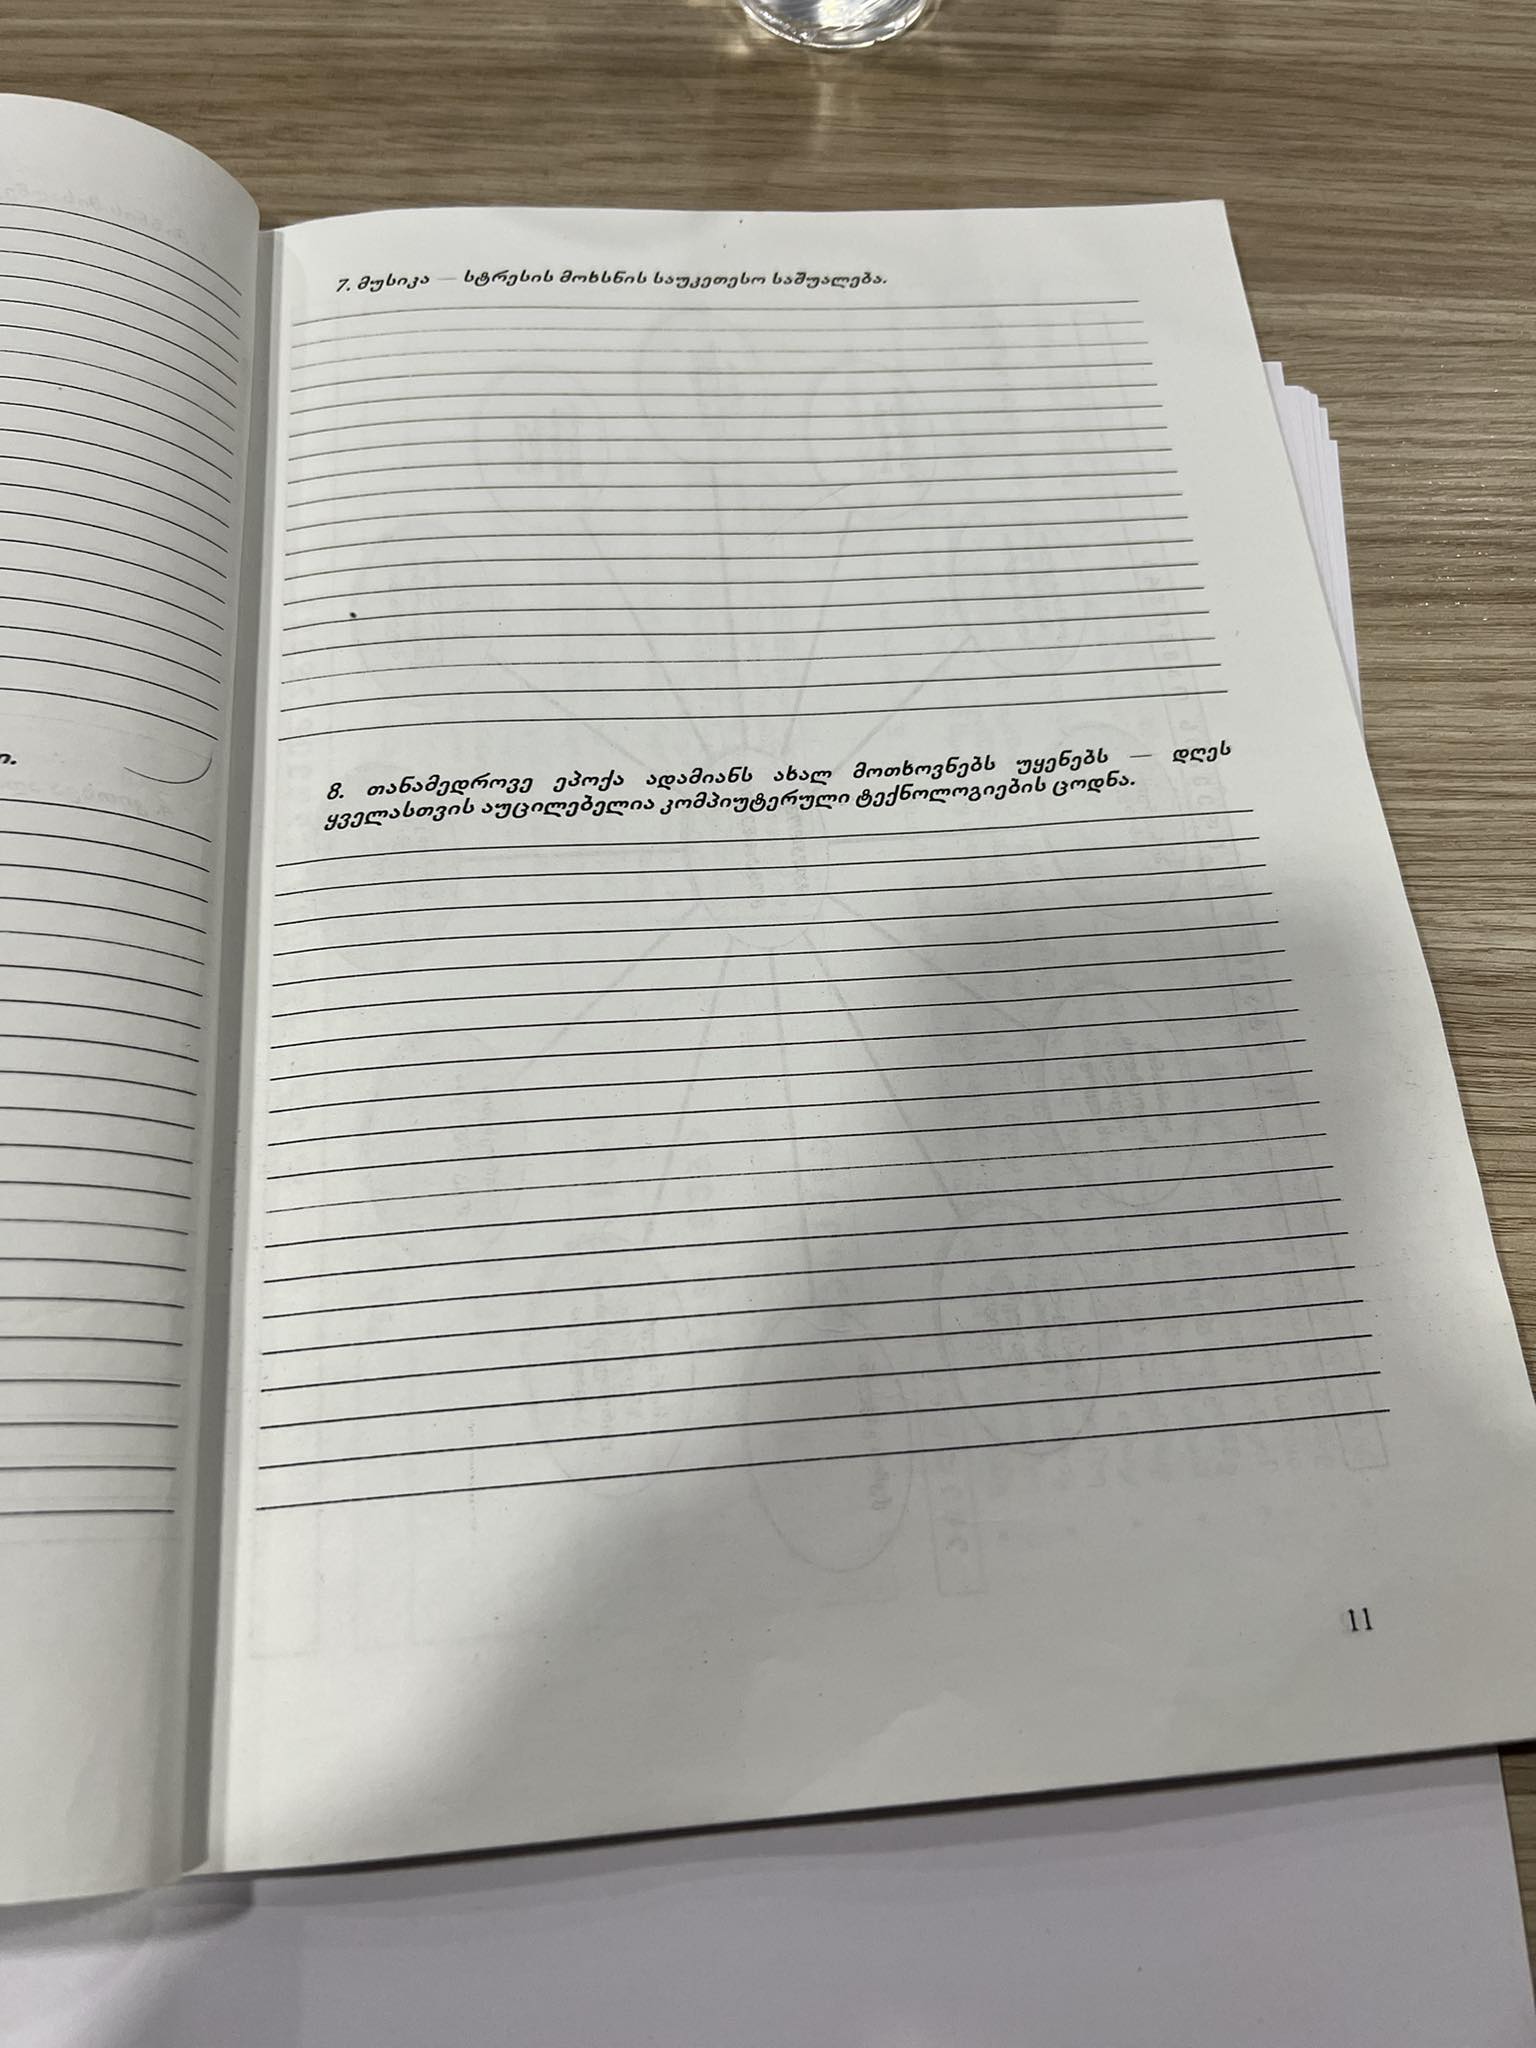 7. მუსიკა — სტრესის მოხსნის საუკეთესო საშუალება.
8. თანამედროვე ეპოქა ადამიანს ახალ მოთხოვნებს უყენებს — დღეს
ყველასთვის აუცილებელია კომპიუტერული ტექნოლოგიების ცოდნა.
11